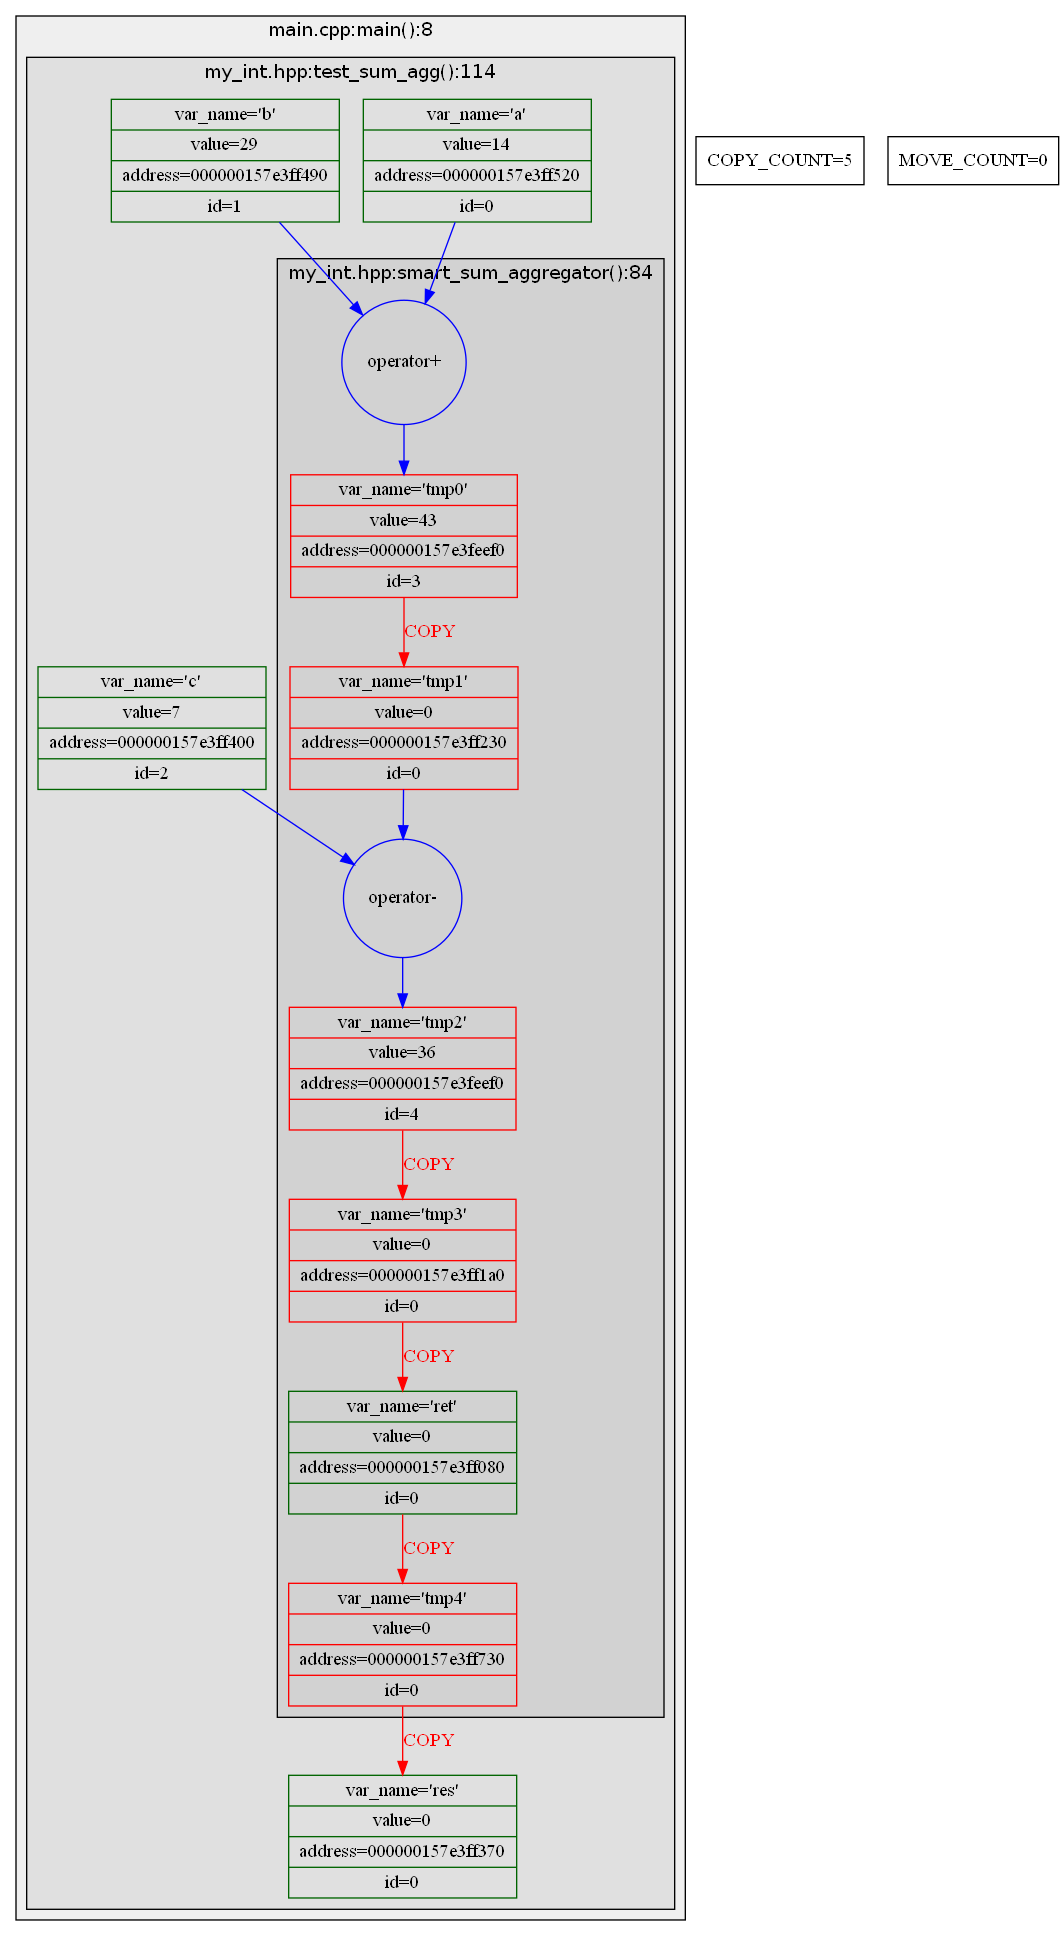 main.cpp:main():8
my_int.hpp:test_sum_agg():114
var_name='b'
value=29
address=000000157e3ff490
id=1
var_name='a'
value=14
address=000000157e3ff520
id=0
COPY_COUNT=5
MOVE_COUNT=0
my_int.hpp:smart_sum_aggregator():84
operator+
var_name='tmp0'
value=43
address=000000157e3feef0
id=3
COPY
var_name='c'
value=7
address=000000157e3ff400
id=2
var_name='tmp1'
value=0
address=000000157e3ff230
id=0
operator-
var_name='tmp2'
value=36
address=000000157e3feef0
id=4
COPY
var_name='tmp3'
value=0
address=000000157e3ff1a0
id=0
COPY
var_name='ret'
value=0
address=000000157e3ff080
id=0
COPY
var_name='tmp4'
value=0
address=000000157e3ff730
id=0
COPY
var_name='res'
value=0
address=000000157e3ff370
id=0